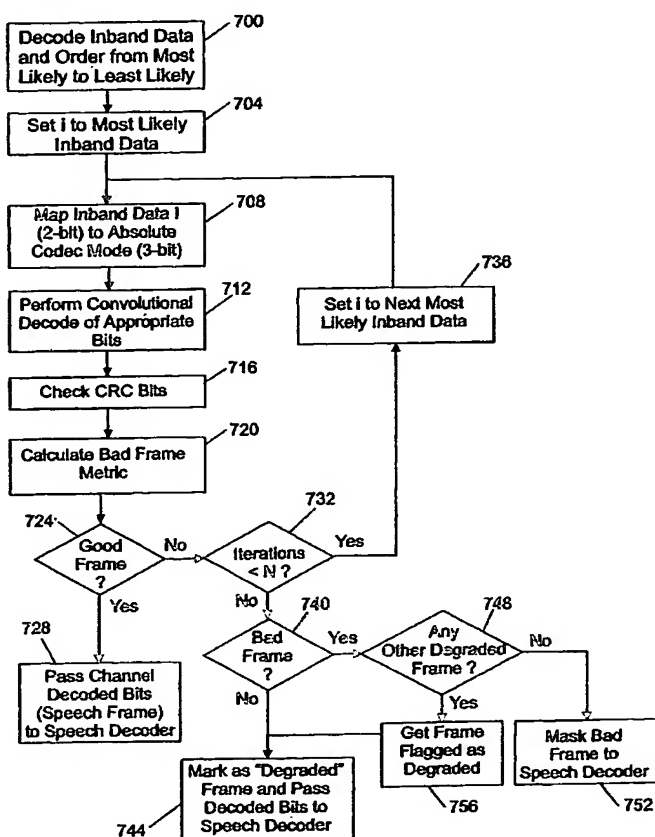 Decode Inband Data
and Order from Most
Likely to Least Likely
700
Set i to Most Likely
Inband Data
704
Map Inband Data I
(2-bit) to Absolute
Codec Mode (3-bit)
708
Perform Convolutional
Decode of Appropriate
Bits
712
Set i to Next Most
Likely Inband Data
736
Check CRC Bits
716
Calculate Bad Frame
Metric
720
724
Good
Frame
?
No
Yes
732
Iterations
< N ?
Yes
No
728
Pass Channel
Decoded Bits
(Speech Frame)
to Speech Decoder
740
Bad
Frame
?
Yes
No
748
Any
Other Degraded
Frame ?
No
Yes
Mark as "Degraded"
Frame and Pass
Decoded Bits to
Speech Decoder
744
Get Frame
Flagged as
Degraded
756
Mask Bad
Frame to
Speech Decoder
752